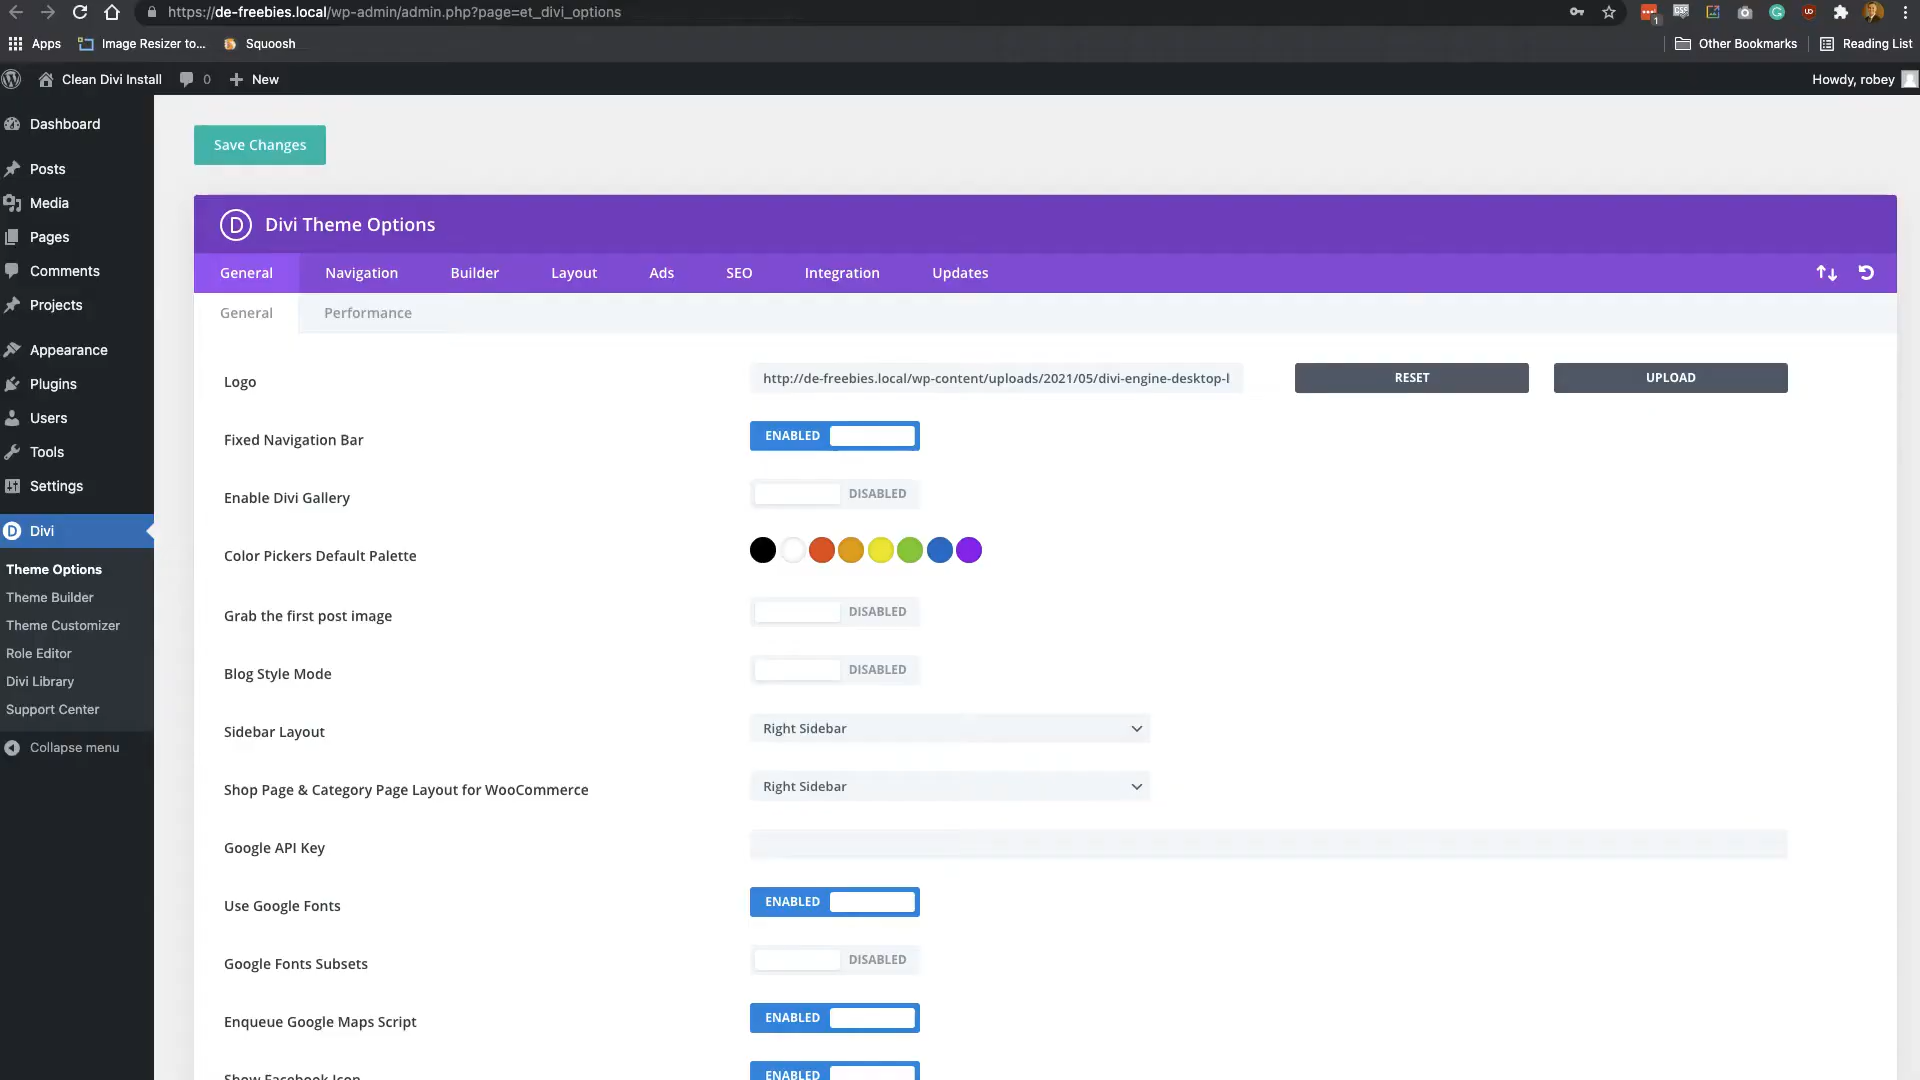 https://de-freebies.local/wp-admin/admin.php?page=et_divi_options
1
Apps
Image Resizer to...
Squoosh
Other Bookmarks
Reading List
Clean Divi Install
0
New
Howdy, robey
Dashboard
Posts
Media
Pages
Comments
Projects
Appearance
Plugins
Users
Tools
Settings
D Divi
Theme Options
Theme Builder
Theme Customizer
Role Editor
Divi Library
Support Center
Collapse menu
Save Changes
D Divi Theme Options
General
Navigation
Builder
Layout
Ads
SEO
Integration
Updates
General
Performance
Logo
http://de-freebies.local/wp-content/uploads/2021/05/divi-engine-desktop-l
RESET
UPLOAD
Fixed Navigation Bar
ENABLED
Enable Divi Gallery
DISABLED
Color Pickers Default Palette
Grab the first post image
DISABLED
Blog Style Mode
DISABLED
Sidebar Layout
Right Sidebar
Shop Page & Category Page Layout for WooCommerce
Right Sidebar
Google API Key
Use Google Fonts
ENABLED
Google Fonts Subsets
DISABLED
Enqueue Google Maps Script
ENABLED
Show Facebook Icon
ENABLED